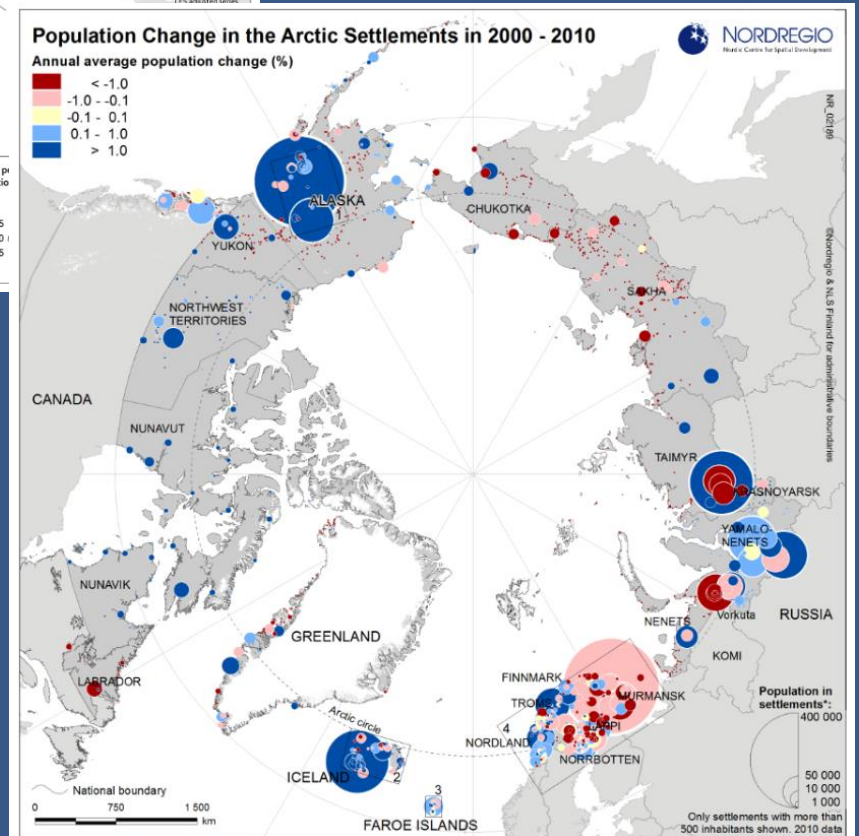 LFS adjusted series
Population Change in the Arctic Settlements in 2000 - 2010
NORDREGIO
Nordic Centre for Spatial Development
Annual average population change (%)
< -1.0
-1.0 - -0.1
-0.1 - 0.1
0.1 - 1.0
> 1.0
NR_02189
©Nordregio & NLS Finland for administrative boundaries
ALASKA
1
CHUKOTKA
YUKON
SAKHA
NORTHWEST
TERRITORIES
CANADA
NUNAVUT
TAIMYR
KRASNOYARSK
YAMALO-
NENETS
NUNAVIK
RUSSIA
GREENLAND
NENETS
Vorkuta
KOMI
LABRADOR
FINNMARK
TROMS
MURMANSK
Population in
settlements*:
400 000
Arctic circle
4
LAPPI
NORDLAND
NORRBOTTEN
ICELAND
2
50 000
10 000
1 000
National boundary
3
0 750 1 500
km
FAROE ISLANDS
Only settlements with more than
500 inhabitants shown. 2010 data